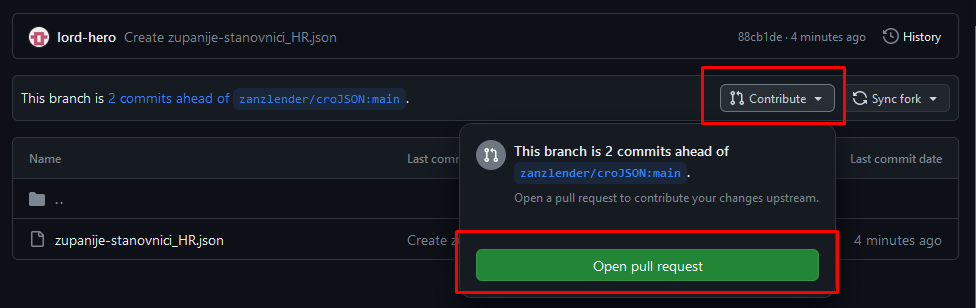 lord-hero Create zupanije-stanovnici_HR.json 88cb1de · 4 minutes ago History
This branch is 2 commits ahead of zanzlender/croJSON:main. Contribute Sync fork
This branch is 2 commits ahead of
zanzlender/croJSON:main.
Open a pull request to contribute your changes upstream.
Open pull request
Name Last comm Last commit date
..
zupanije-stanovnici_HR.json Create z 4 minutes ago